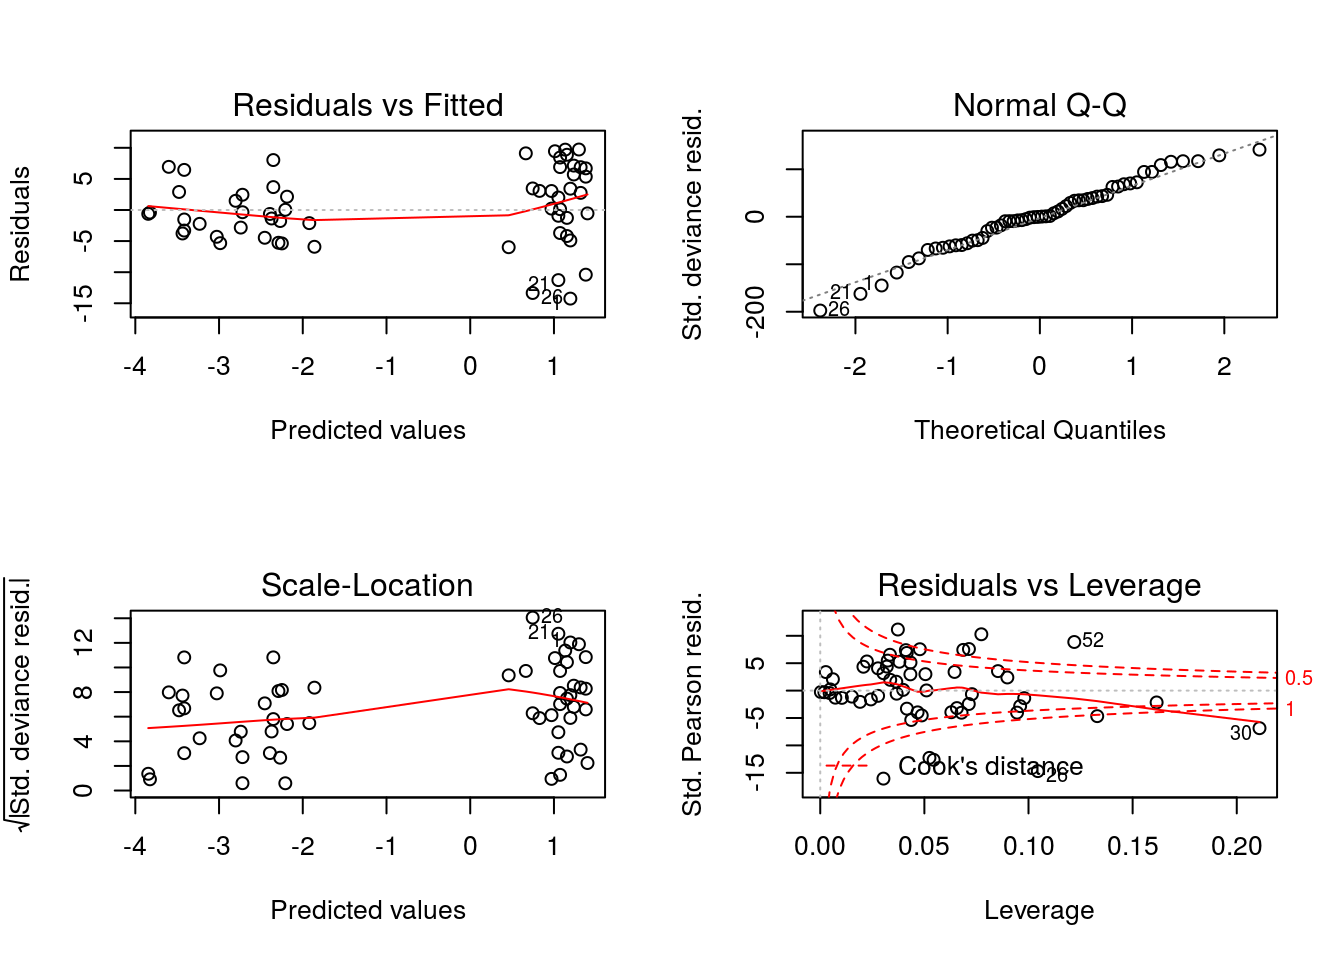 Residuals vs Fitted
Residuals
5
-5
-15
21
26
1
-4 -3 -2 -1 0 1
Predicted values
Normal Q-Q
Std. deviance resid.
0
-200
1
21
26
-2 -1 0 1 2
Theoretical Quantiles
Scale-Location
√|Std. deviance resid.|
12
8
4
0
26
21
1
-4 -3 -2 -1 0 1
Predicted values
Residuals vs Leverage
Std. Pearson resid.
5
-5
-15
52
0.5
1
30
Cook's distance
26
0.00 0.05 0.10 0.15 0.20
Leverage